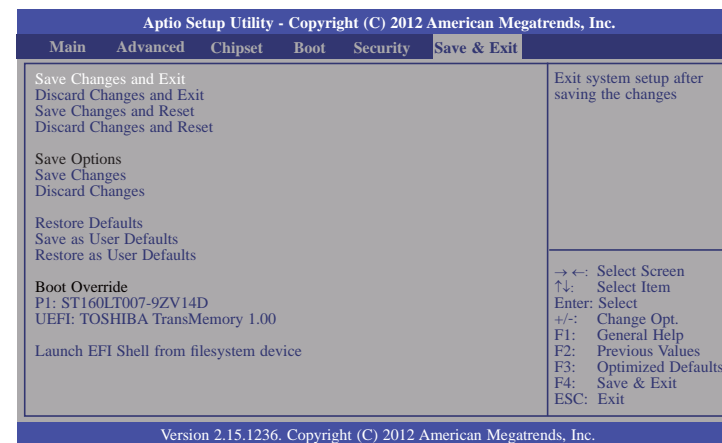 Aptio Setup Utility - Copyright (C) 2012 American Megatrends, Inc.
Main Advanced Chipset Boot Security Save & Exit
Save Changes and Exit
Discard Changes and Exit
Save Changes and Reset
Discard Changes and Reset
Save Options
Save Changes
Discard Changes
Restore Defaults
Save as User Defaults
Restore as User Defaults
Boot Override
P1: ST160LT007-9ZV14D
UEFI: TOSHIBA TransMemory 1.00
Launch EFI Shell from filesystem device
Exit system setup after
saving the changes
→ ←: Select Screen
↑↓: Select Item
Enter: Select
+/-: Change Opt.
F1: General Help
F2: Previous Values
F3: Optimized Defaults
F4: Save & Exit
ESC: Exit
Version 2.15.1236. Copyright (C) 2012 American Megatrends, Inc.